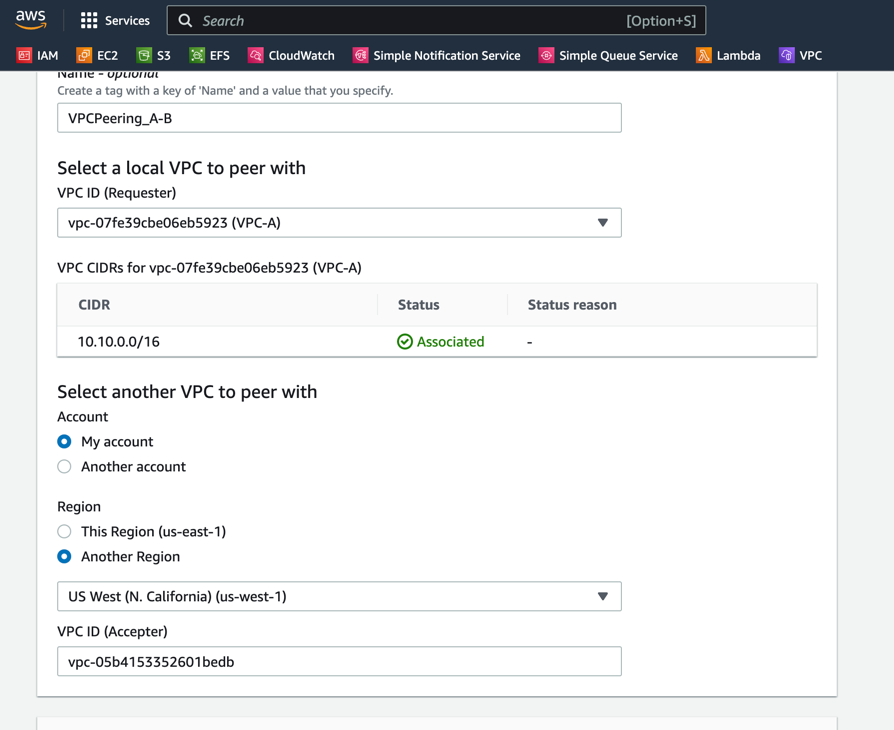 aws
Services
Search [Option+S]
IAM EC2 S3 EFS CloudWatch Simple Notification Service Simple Queue Service Lambda VPC
Name - optional
Create a tag with a key of 'Name' and a value that you specify.
VPCPeering_A-B
Select a local VPC to peer with
VPC ID (Requester)
vpc-07fe39cbe06eb5923 (VPC-A)
VPC CIDRs for vpc-07fe39cbe06eb5923 (VPC-A)
CIDR Status Status reason
10.10.0.0/16 Associated -
Select another VPC to peer with
Account
My account
Another account
Region
This Region (us-east-1)
Another Region
US West (N. California) (us-west-1)
VPC ID (Accepter)
vpc-05b4153352601bedb